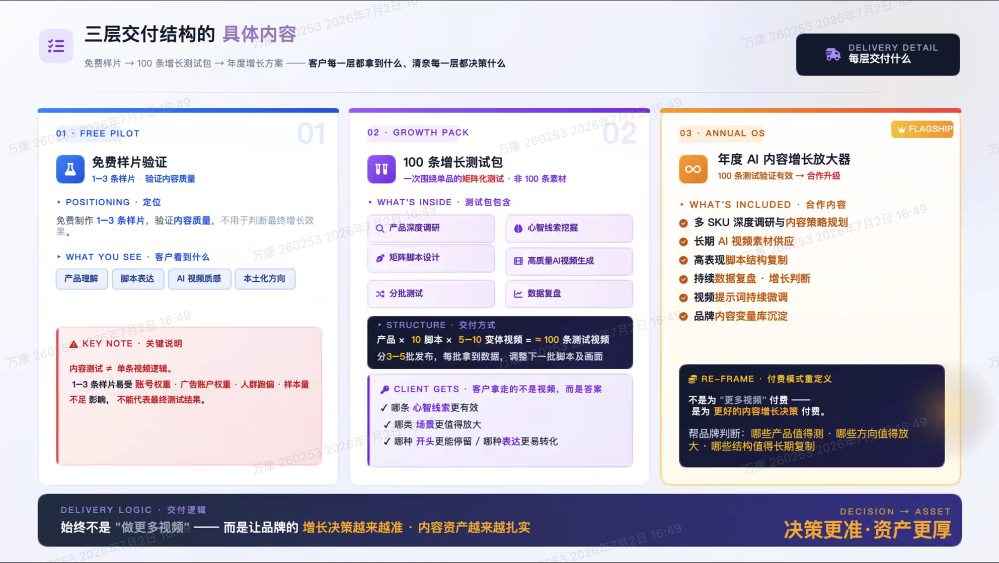 三层交付结构的 具体内容
免费样片 → 100 条增长测试包 → 年度增长方案 —— 客户每一层都拿到什么、清奈每一层都决策什么
DELIVERY DETAIL
每层交付什么
01 · FREE PILOT
01
免费样片验证
1—3 条样片 · 验证内容质量
▸ POSITIONING · 定位
免费制作 1—3 条样片，验证内容质量，不用于判断最终增长效
果。
▸ WHAT YOU SEE · 客户看到什么
产品理解 脚本表达 AI 视频质感 本土化方向
KEY NOTE · 关键说明
内容测试 ≠ 单条视频逻辑。
1—3 条样片易受 账号权重 · 广告账户权重 · 人群跑偏 · 样本量
不足 影响， 不能代表最终测试结果。
02 · GROWTH PACK
02
100 条增长测试包
一次围绕单品的矩阵化测试 · 非 100 条素材
▸ WHAT'S INSIDE · 测试包包含
产品深度调研
心智线索挖掘
矩阵脚本设计
高质量AI视频生成
分批测试
数据复盘
▸ STRUCTURE · 交付方式
产品 × 10 脚本 × 5—10 变体视频 = ≈ 100 条测试视频
分3—5批发布，每批拿到数据，调整下一批脚本及画面
CLIENT GETS · 客户拿走的不是视频，而是答案
✓ 哪条 心智线索更有效
✓ 哪类 场景更值得放大
✓ 哪种 开头更能停留 / 哪种表达更易转化
03 · ANNUAL OS
FLAGSHIP
年度 AI 内容增长放大器
100 条测试验证有效 → 合作升级
▸ WHAT'S INCLUDED · 合作内容
多 SKU 深度调研与内容策略规划
长期 AI 视频素材供应
高表现脚本结构复制
持续数据复盘 · 增长判断
视频提示词持续微调
品牌内容变量库沉淀
RE—FRAME · 付费模式重定义
不是为 "更多视频" 付费 ——
是为 更好的内容增长决策 付费。
帮品牌判断：哪些产品值得测 · 哪些方向值得放
大 · 哪些结构值得长期复制
DELIVERY LOGIC · 交付逻辑
始终不是 "做更多视频" —— 而是让品牌的 增长决策越来越准 · 内容资产越来越扎实
DECISION → ASSET
决策更准·资产更厚
万康 260253 2026年7月2日 16:49